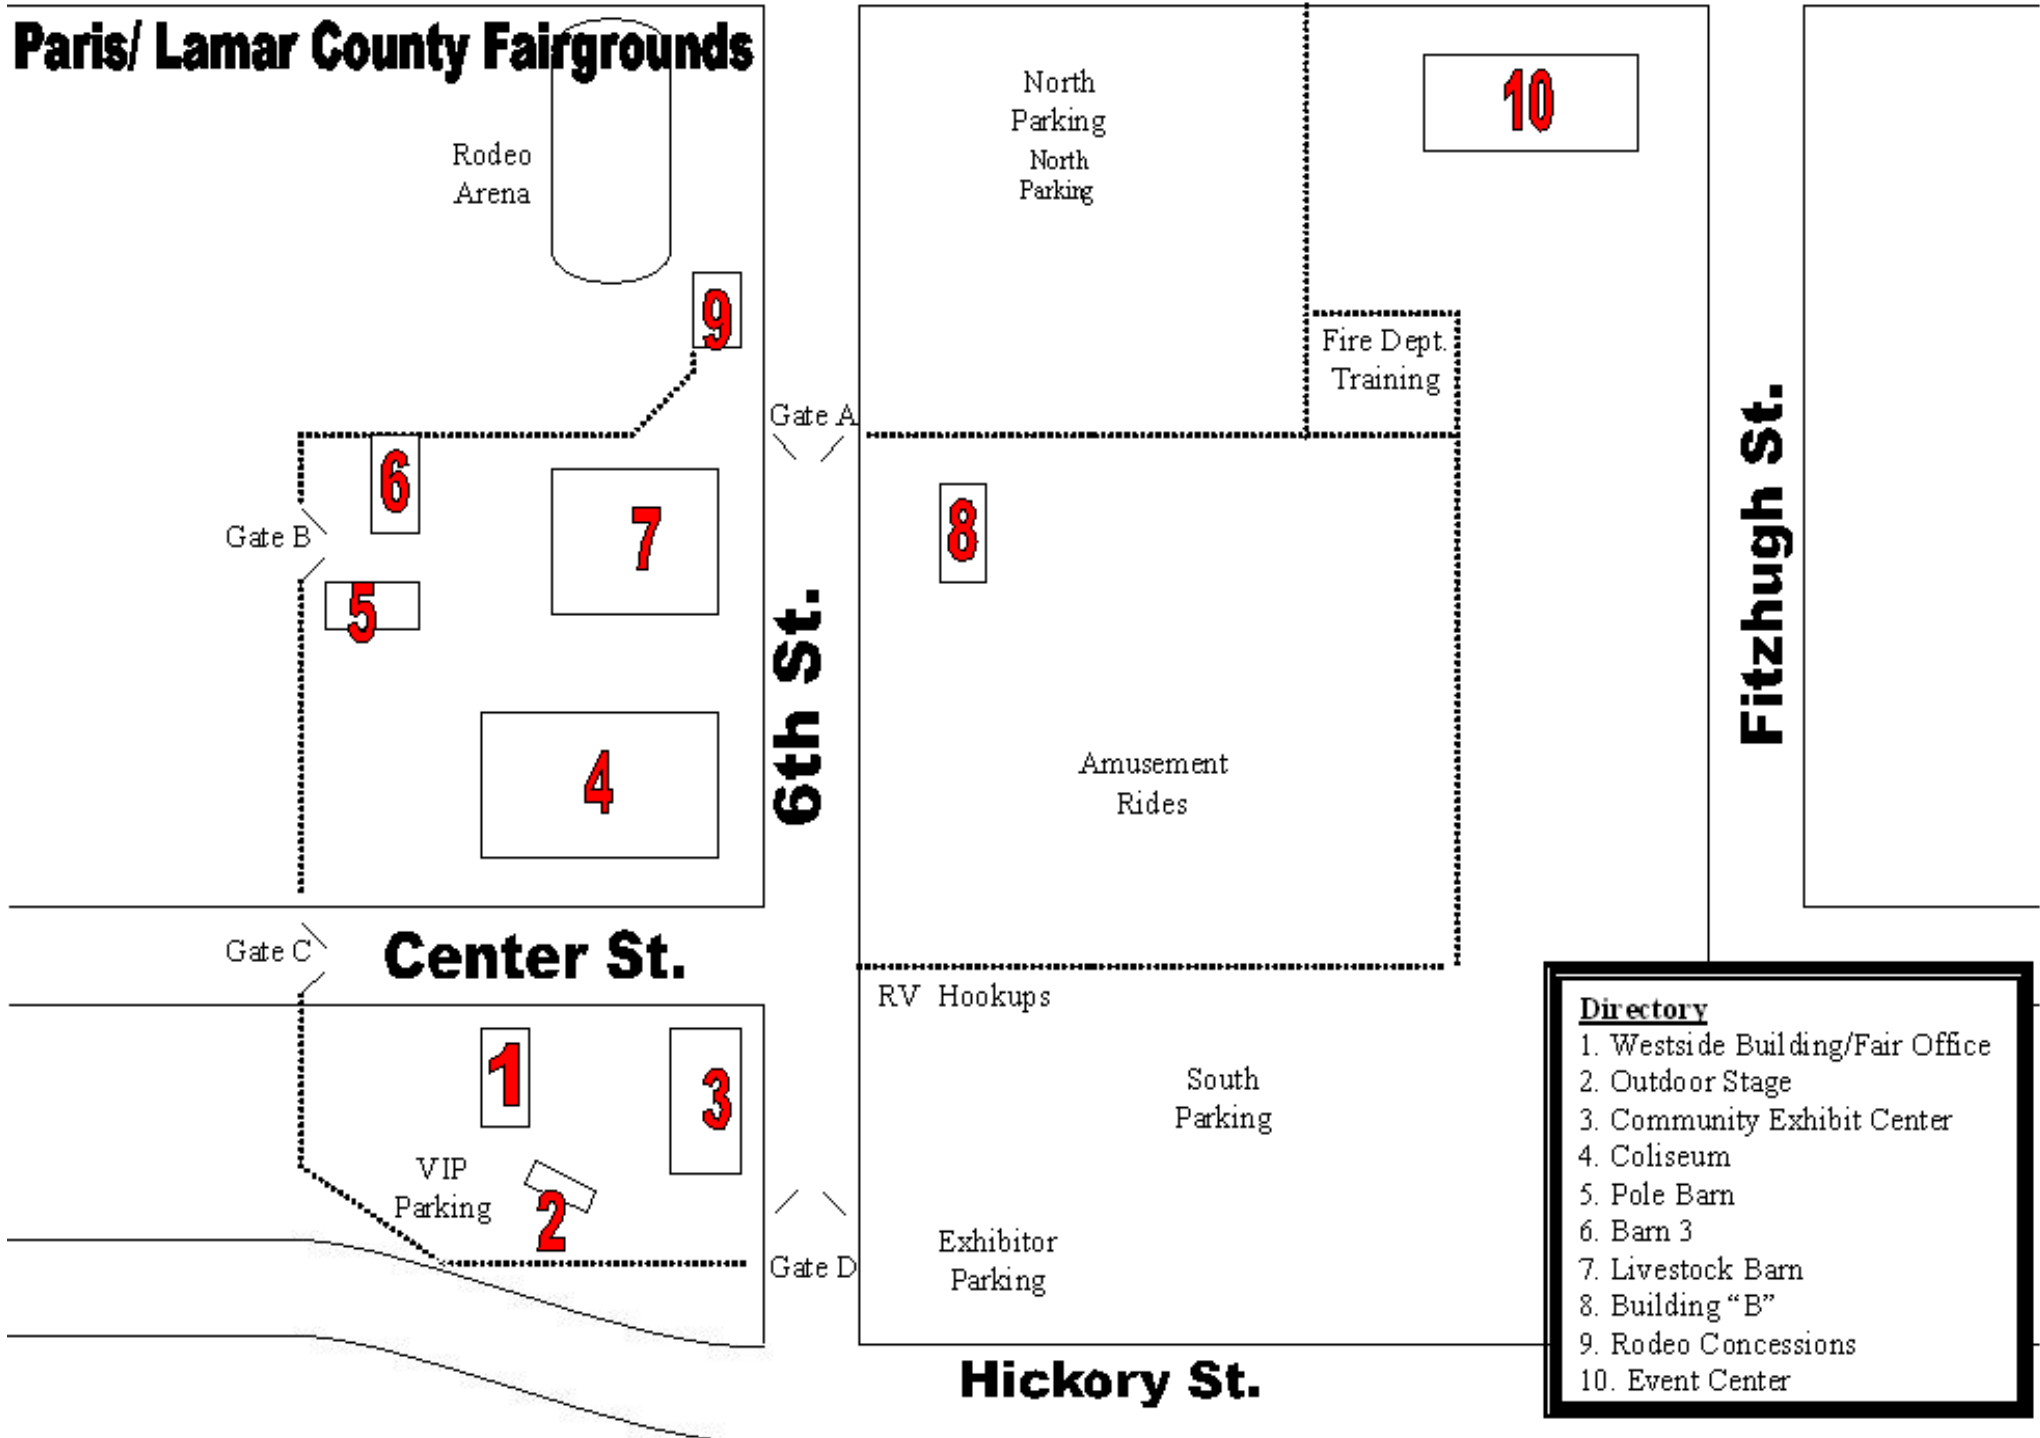 Paris/ Lamar County Fairgrounds
Rodeo
Arena
North
Parking
North
Parking
10
9
Fire Dept.
Training
Gate A
6
7
8
Gate B
5
6th St.
Fitzhugh St.
4
Amusement
Rides
Gate C
Center St.
RV Hookups
1
3
South
Parking
VIP
Parking
2
Exhibitor
Parking
Gate D
Hickory St.
Directory
1. Westside Building/Fair Office
2. Outdoor Stage
3. Community Exhibit Center
4. Coliseum
5. Pole Barn
6. Barn 3
7. Livestock Barn
8. Building “B”
9. Rodeo Concessions
10. Event Center